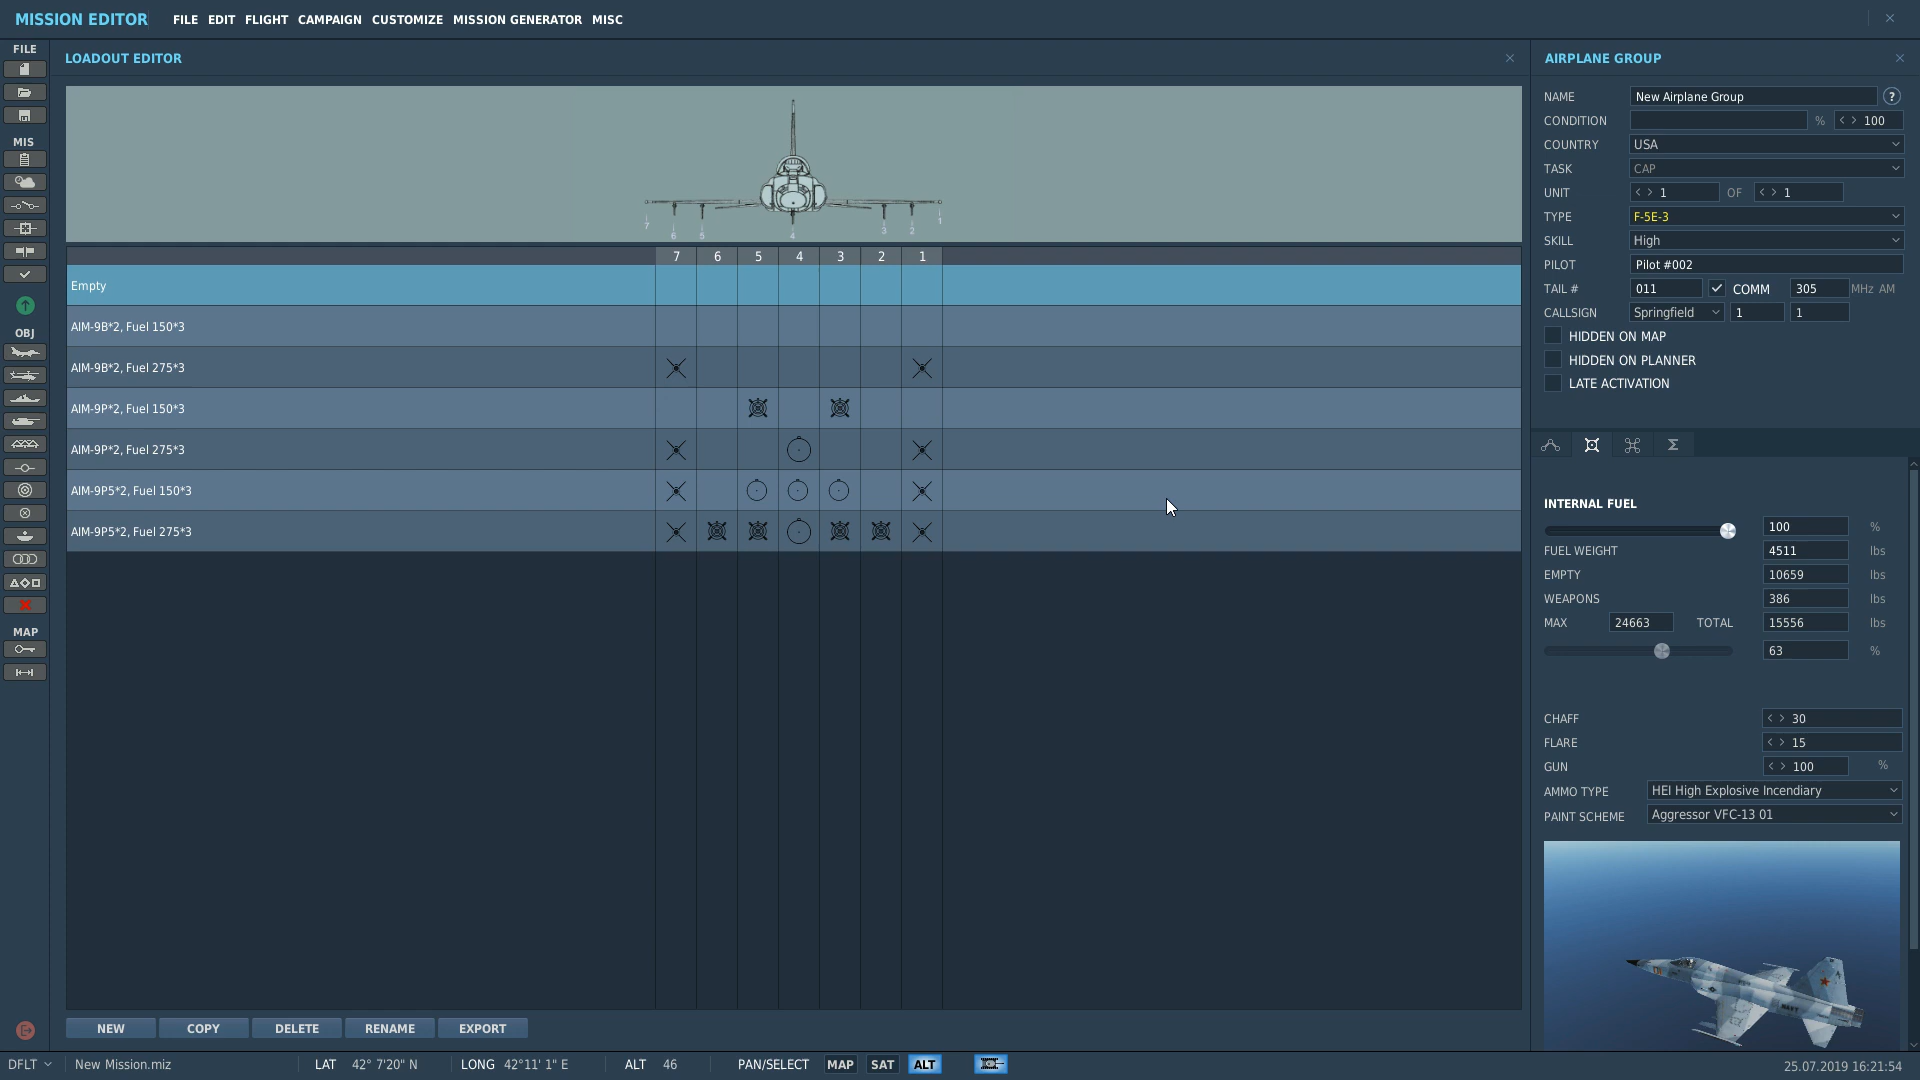 MISSION EDITOR FILE EDIT FLIGHT CAMPAIGN CUSTOMIZE MISSION GENERATOR MISC
FILE
MIS
OBJ
MAP
LOADOUT EDITOR
7 6 5 4 3 2 1
7 6 5 4 3 2 1
Empty
AIM-9B*2, Fuel 150*3
AIM-9B*2, Fuel 275*3
AIM-9P*2, Fuel 150*3
AIM-9P*2, Fuel 275*3
AIM-9P5*2, Fuel 150*3
AIM-9P5*2, Fuel 275*3
NEW COPY DELETE RENAME EXPORT
AIRPLANE GROUP
NAME New Airplane Group ?
CONDITION % < > 100
COUNTRY USA
TASK CAP
UNIT < > 1 OF < > 1
TYPE F-5E-3
SKILL High
PILOT Pilot #002
TAIL # 011 COMM 305 MHz AM
CALLSIGN Springfield 1 1
HIDDEN ON MAP
HIDDEN ON PLANNER
LATE ACTIVATION
Σ
INTERNAL FUEL
100 %
FUEL WEIGHT 4511 lbs
EMPTY 10659 lbs
WEAPONS 386 lbs
MAX 24663 TOTAL 15556 lbs
63 %
CHAFF < > 30
FLARE < > 15
GUN < > 100 %
AMMO TYPE HEI High Explosive Incendiary
PAINT SCHEME Aggressor VFC-13 01
DFLT New Mission.miz LAT 42° 7'20" N LONG 42°11' 1" E ALT 46 PAN/SELECT MAP SAT ALT 25.07.2019 16:21:54